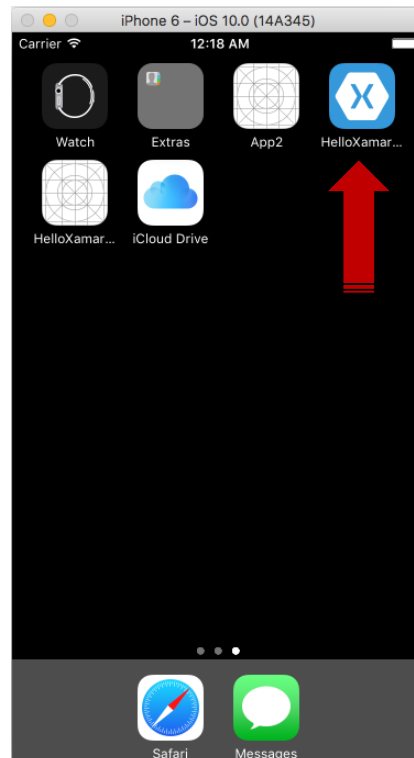 iPhone 6 – iOS 10.0 (14A345)
Carrier 12:18 AM
Watch Extras App2 HelloXamar...
HelloXamar... iCloud Drive
Safari Messages